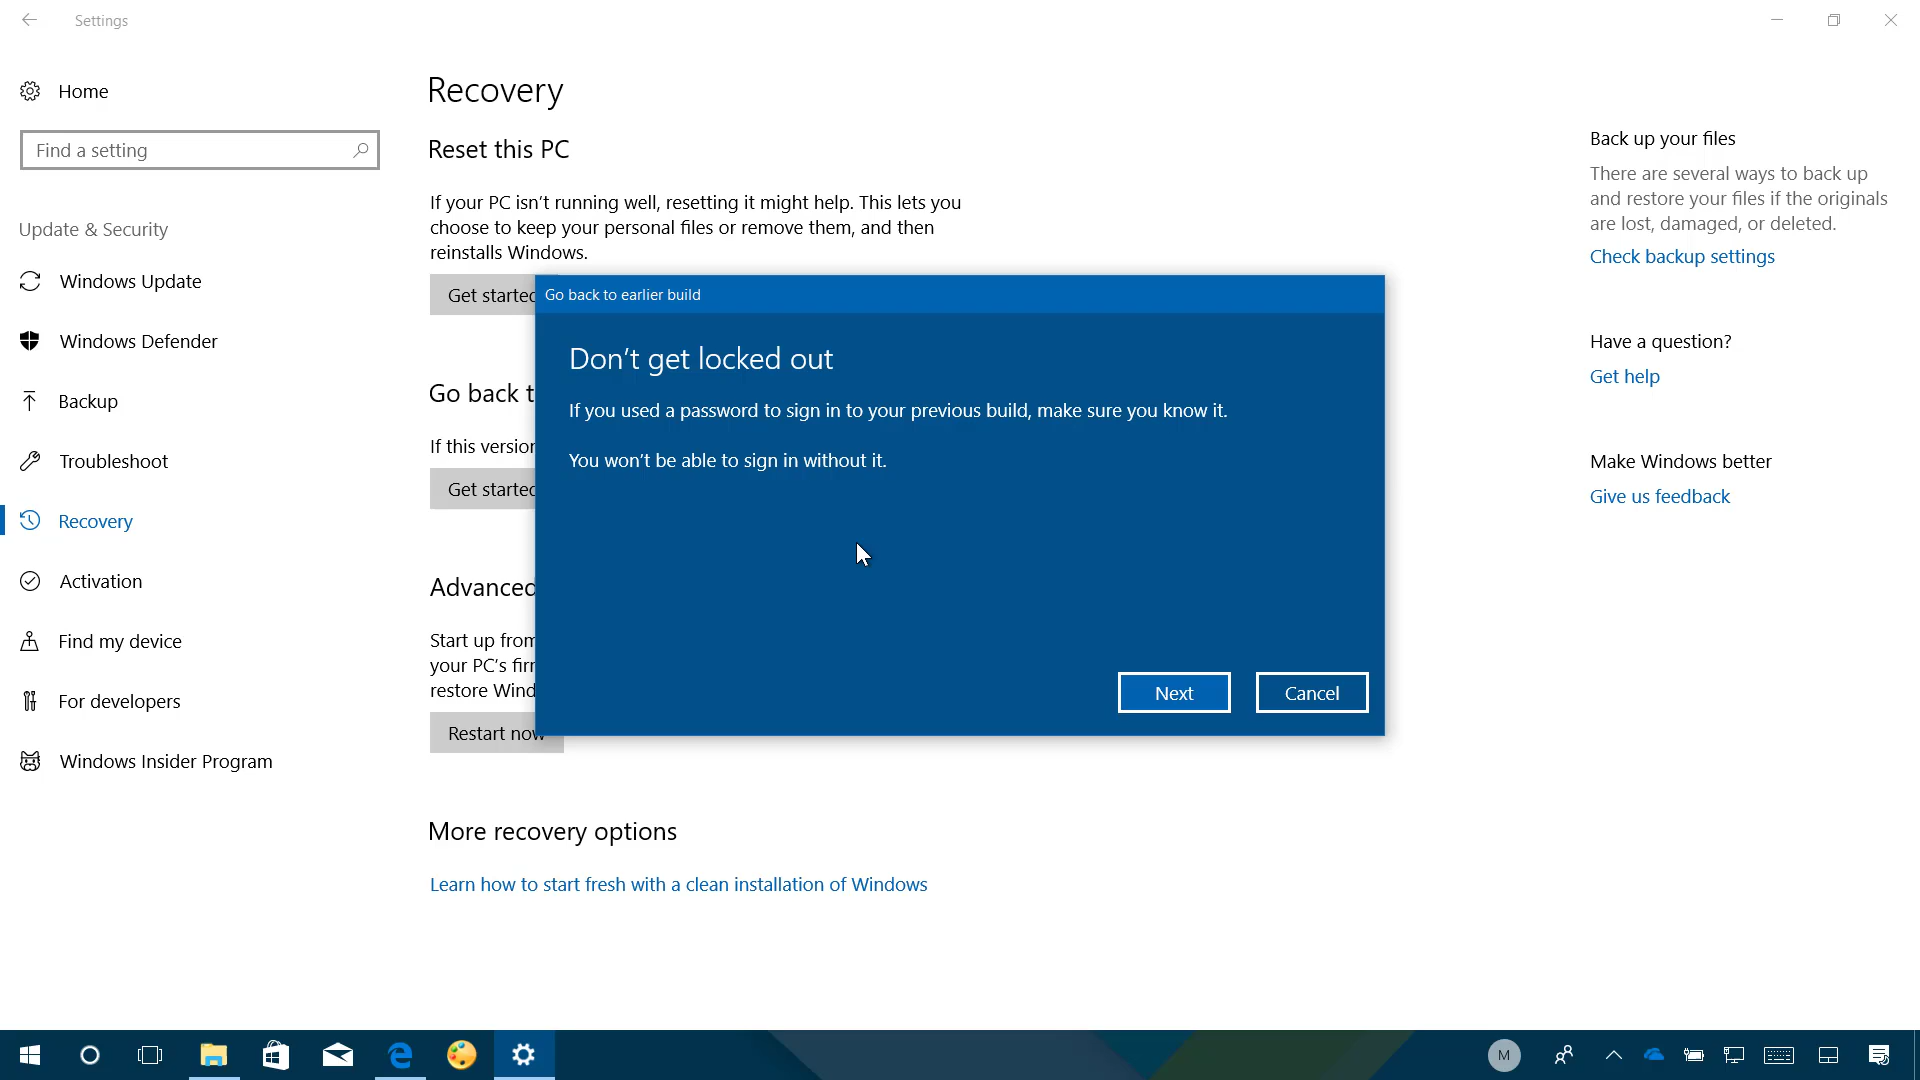 Settings
Home
Find a setting
Update & Security
Windows Update
Windows Defender
Backup
Troubleshoot
Recovery
Activation
Find my device
For developers
Windows Insider Program
Recovery
Reset this PC
If your PC isn't running well, resetting it might help. This lets you
choose to keep your personal files or remove them, and then
reinstalls Windows.
Get started
Go back t
If this version
Get started
Advanced
Start up from
your PC's firr
restore Wind
Restart now
More recovery options
Learn how to start fresh with a clean installation of Windows
Go back to earlier build
Don't get locked out
If you used a password to sign in to your previous build, make sure you know it.
You won't be able to sign in without it.
Next
Cancel
Back up your files
There are several ways to back up
and restore your files if the originals
are lost, damaged, or deleted.
Check backup settings
Have a question?
Get help
Make Windows better
Give us feedback
M